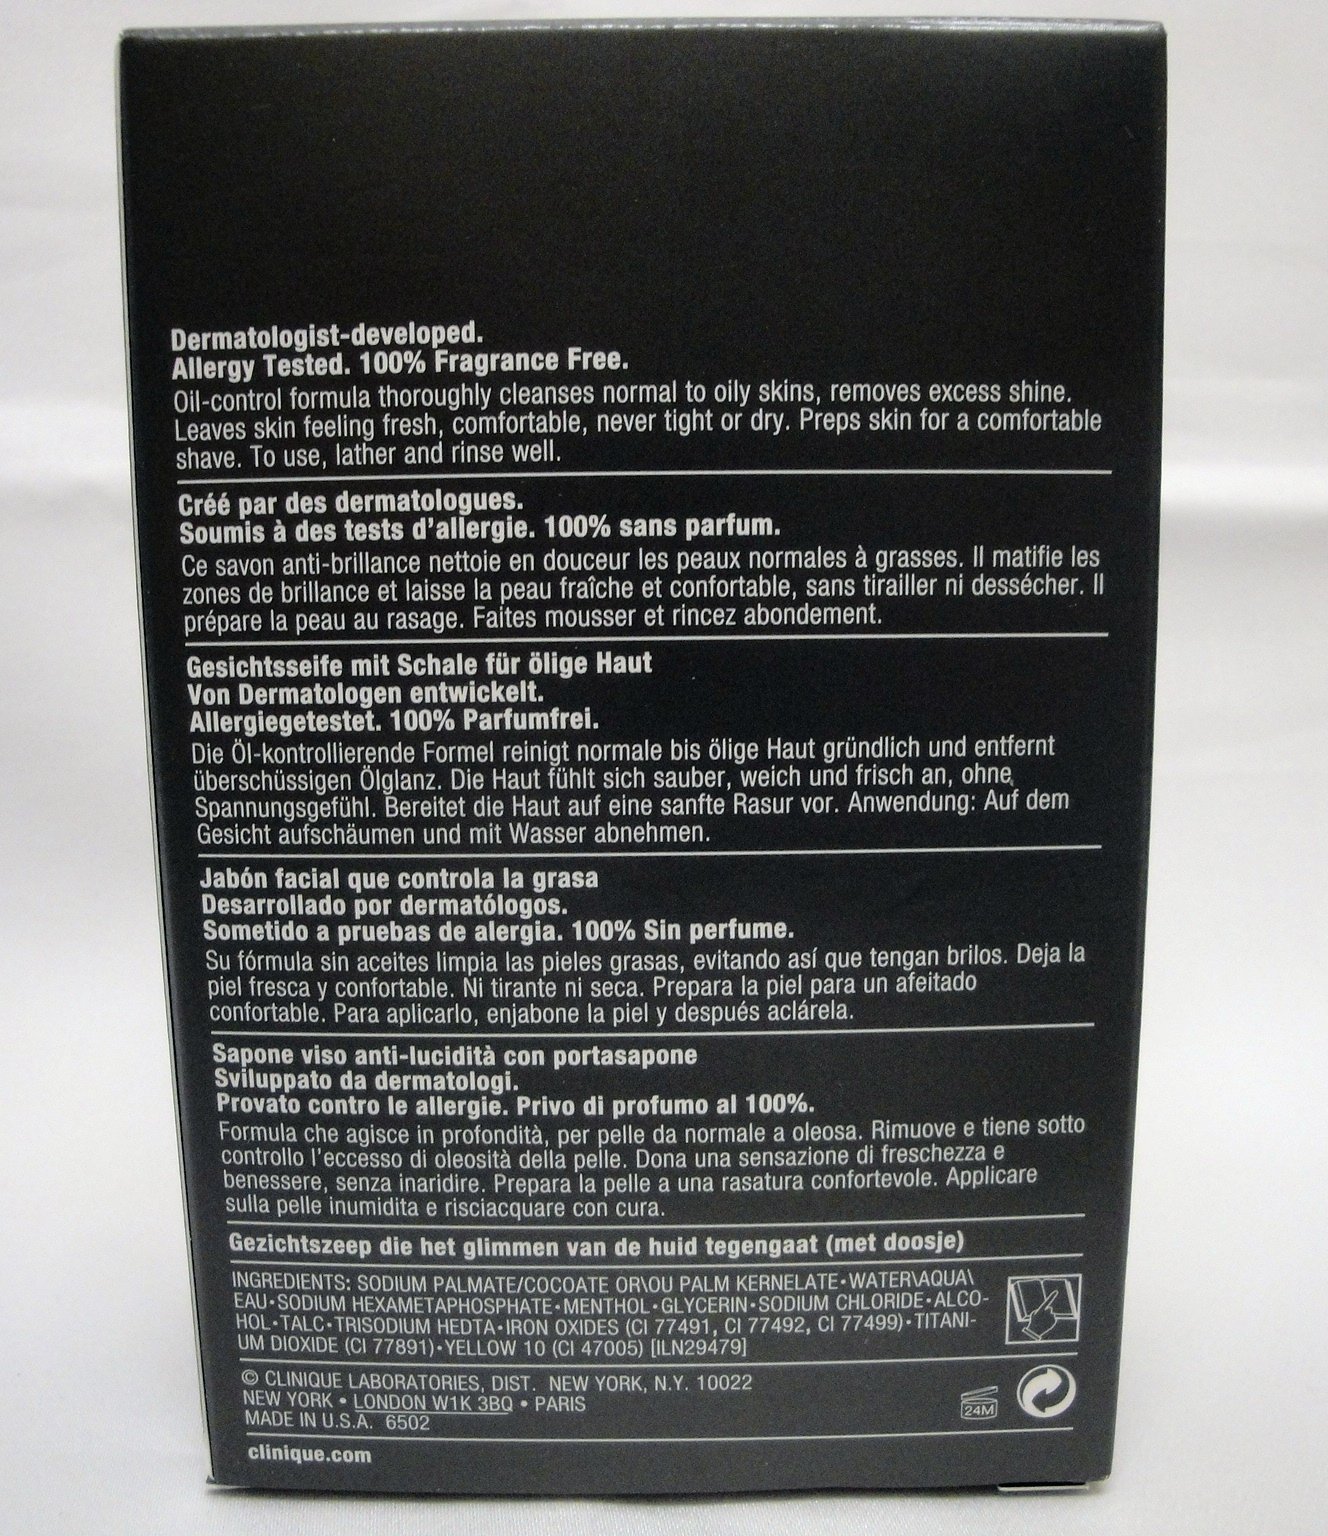 Dermatologist-developed.
Allergy Tested. 100% Fragrance Free.
Oil-control formula thoroughly cleanses normal to oily skins, removes excess shine.
Leaves skin feeling fresh, comfortable, never tight or dry. Preps skin for a comfortable
shave. To use, lather and rinse well.
Créé par des dermatologues.
Soumis à des tests d'allergie. 100% sans parfum.
Ce savon anti-brillance nettoie en douceur les peaux normales à grasses. Il matifie les
zones de brillance et laisse la peau fraîche et confortable, sans tirailler ni dessécher. Il
prépare la peau au rasage. Faites mousser et rincez abondement.
Gesichtsseife mit Schale für ölige Haut
Von Dermatologen entwickelt.
Allergiegetestet. 100% Parfumfrei.
Die Öl-kontrollierende Formel reinigt normale bis ölige Haut gründlich und entfernt
überschüssigen Ölglanz. Die Haut fühlt sich sauber, weich und frisch an, ohne
Spannungsgefühl. Bereitet die Haut auf eine sanfte Rasur vor. Anwendung: Auf dem
Gesicht aufschäumen und mit Wasser abnehmen.
Jabón facial que controla la grasa
Desarrollado por dermatólogos.
Sometido a pruebas de alergia. 100% Sin perfume.
Su fórmula sin aceites limpia las pieles grasas, evitando así que tengan brilos. Deja la
piel fresca y confortable. Ni tirante ni seca. Prepara la piel para un afeitado
confortable. Para aplicarlo, enjabone la piel y después aclárela.
Sapone viso anti-lucidità con portasapone
Sviluppato da dermatologi.
Provato contro le allergie. Privo di profumo al 100%.
Formula che agisce in profondità, per pelle da normale a oleosa. Rimuove e tiene sotto
controllo l'eccesso di oleosità della pelle. Dona una sensazione di freschezza e
benessere, senza inaridire. Prepara la pelle a una rasatura confortevole. Applicare
sulla pelle inumidita e risciacquare con cura.
Gezichtszeep die het glimmen van de huid tegengaat (met doosje)
INGREDIENTS: SODIUM PALMATE/COCOATE OR\OU PALM KERNELATE•WATER\AQUA\
EAU•SODIUM HEXAMETAPHOSPHATE•MENTHOL•GLYCERIN•SODIUM CHLORIDE•ALCO-
HOL•TALC•TRISODIUM HEDTA•IRON OXIDES (CI 77491, CI 77492, CI 77499)•TITANI-
UM DIOXIDE (CI 77891)•YELLOW 10 (CI 47005) [ILN29479]
© CLINIQUE LABORATORIES, DIST. NEW YORK, N.Y. 10022
NEW YORK • LONDON W1K 3BQ • PARIS
MADE IN U.S.A. 6502
24M
clinique.com